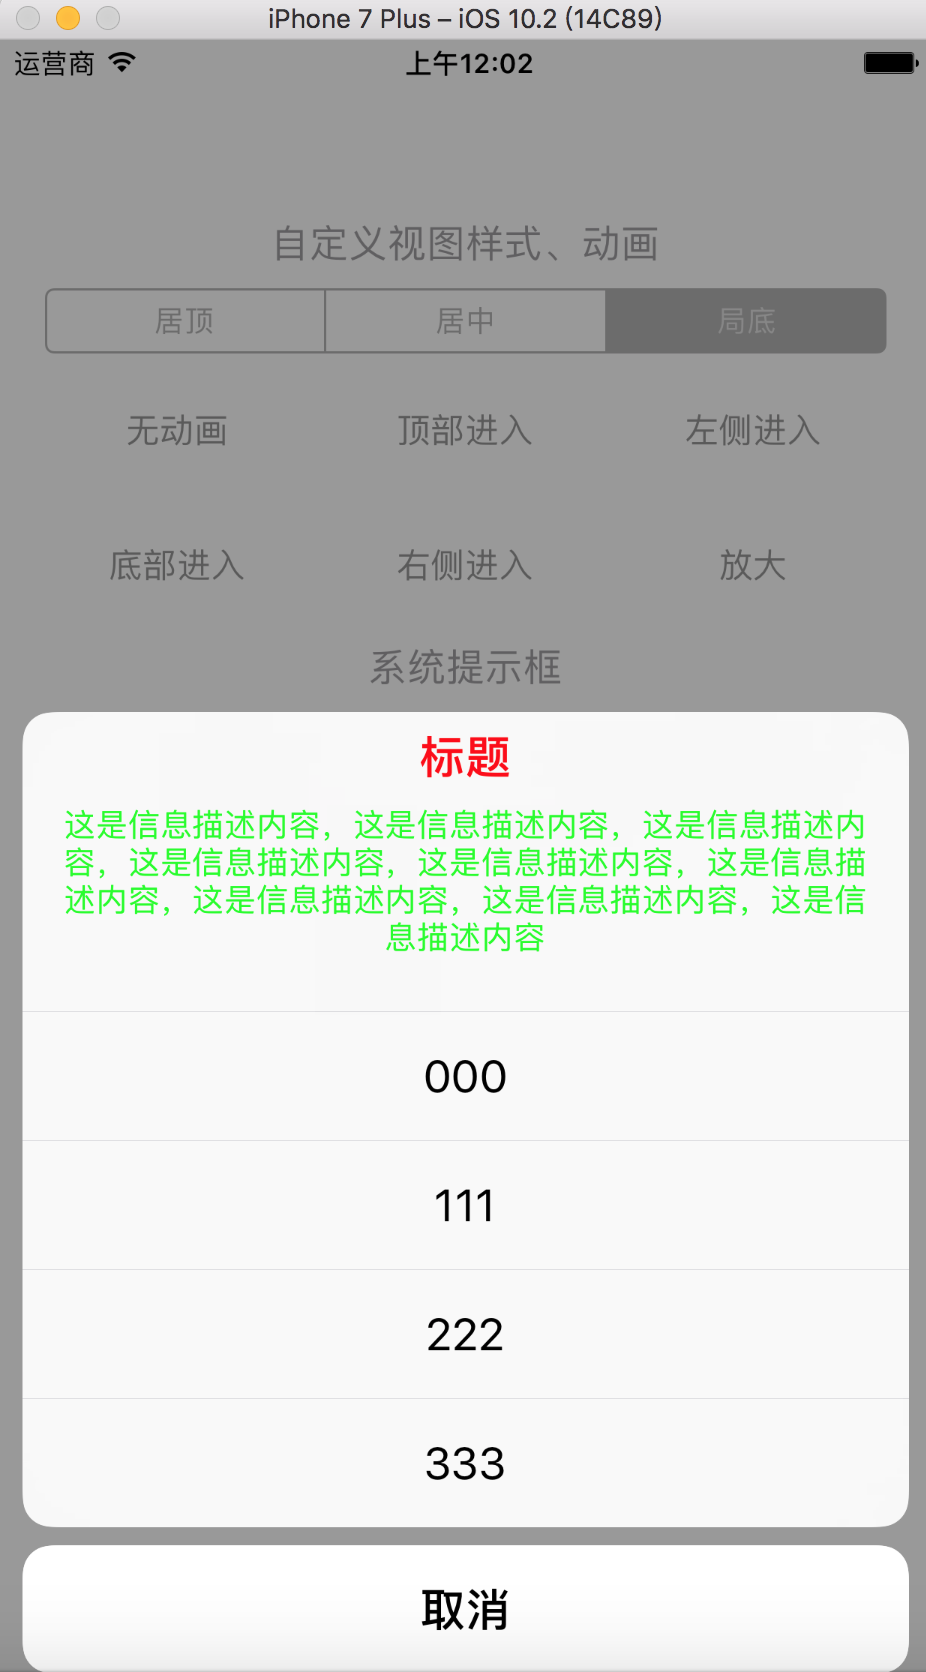 iPhone 7 Plus – iOS 10.2 (14C89)
运营商 上午12:02
自定义视图样式、动画
居顶 居中 局底
无动画 顶部进入 左侧进入
底部进入 右侧进入 放大
系统提示框
标题
这是信息描述内容，这是信息描述内容，这是信息描述内
容，这是信息描述内容，这是信息描述内容，这是信息描
述内容，这是信息描述内容，这是信息描述内容，这是信
息描述内容
000
111
222
333
取消